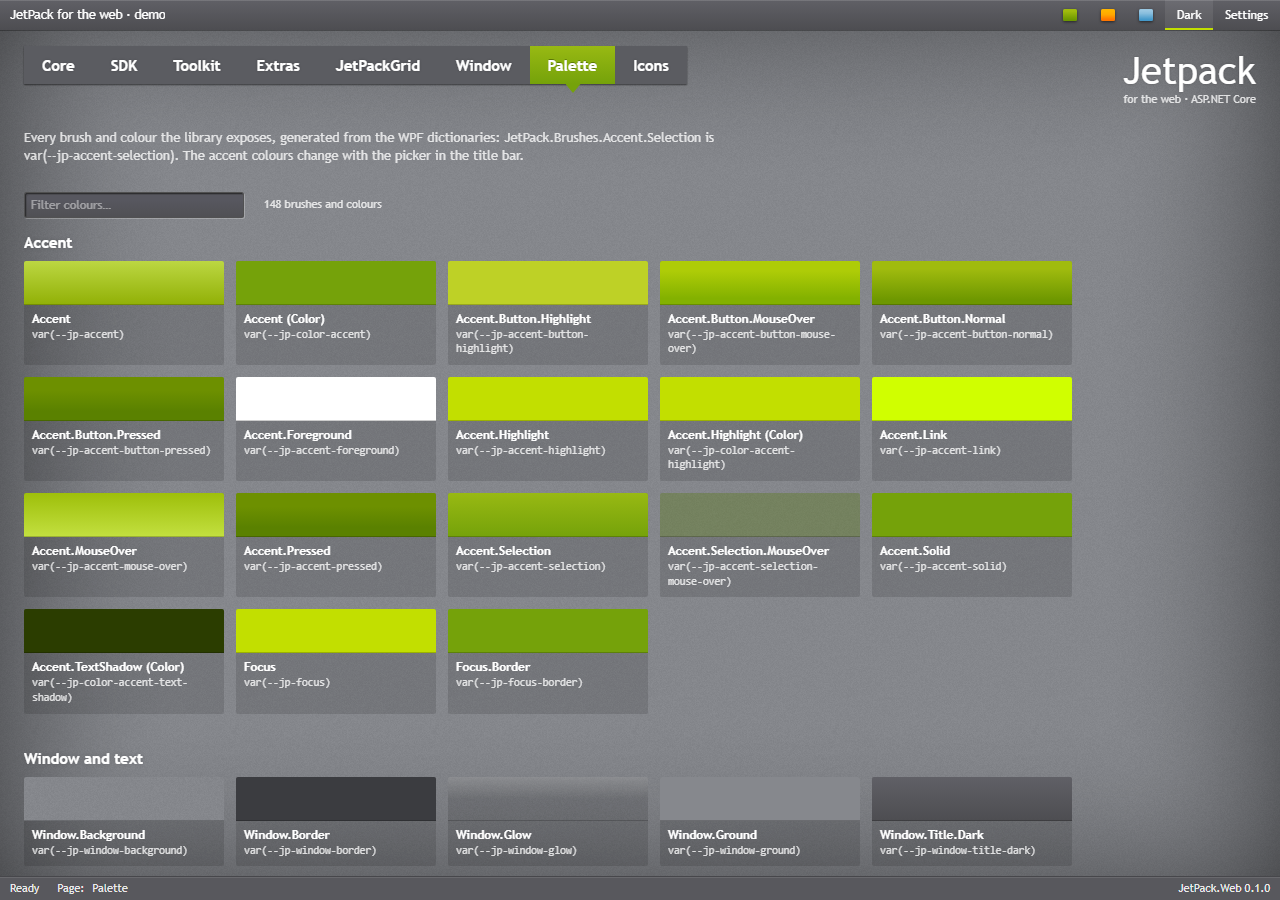 JetPack for the web · demo
Dark Settings
Core SDK Toolkit Extras JetPackGrid Window Palette Icons
Jetpack
for the web · ASP.NET Core
Every brush and colour the library exposes, generated from the WPF dictionaries: JetPack.Brushes.Accent.Selection is
var(--jp-accent-selection). The accent colours change with the picker in the title bar.
Filter colours...
148 brushes and colours
Accent
Accent
var(--jp-accent)
Accent (Color)
var(--jp-color-accent)
Accent.Button.Highlight
var(--jp-accent-button-
highlight)
Accent.Button.MouseOver
var(--jp-accent-button-mouse-
over)
Accent.Button.Normal
var(--jp-accent-button-normal)
Accent.Button.Pressed
var(--jp-accent-button-pressed)
Accent.Foreground
var(--jp-accent-foreground)
Accent.Highlight
var(--jp-accent-highlight)
Accent.Highlight (Color)
var(--jp-color-accent-
highlight)
Accent.Link
var(--jp-accent-link)
Accent.MouseOver
var(--jp-accent-mouse-over)
Accent.Pressed
var(--jp-accent-pressed)
Accent.Selection
var(--jp-accent-selection)
Accent.Selection.MouseOver
var(--jp-accent-selection-
mouse-over)
Accent.Solid
var(--jp-accent-solid)
Accent.TextShadow (Color)
var(--jp-color-accent-text-
shadow)
Focus
var(--jp-focus)
Focus.Border
var(--jp-focus-border)
Window and text
Window.Background
var(--jp-window-background)
Window.Border
var(--jp-window-border)
Window.Glow
var(--jp-window-glow)
Window.Ground
var(--jp-window-ground)
Window.Title.Dark
var(--jp-window-title-dark)
Ready Page: Palette
JetPack.Web 0.1.0